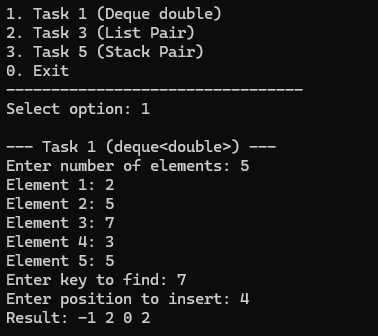 1. Task 1 (Deque double)
2. Task 3 (List Pair)
3. Task 5 (Stack Pair)
0. Exit
---------------------------------
Select option: 1
--- Task 1 (deque<double>) ---
Enter number of elements: 5
Element 1: 2
Element 2: 5
Element 3: 7
Element 4: 3
Element 5: 5
Enter key to find: 7
Enter position to insert: 4
Result: -1 2 0 2